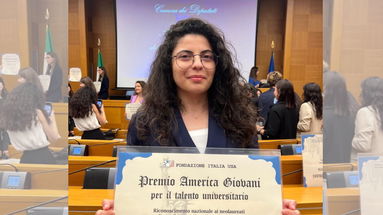 Camera dei Deputati
FONDAZIONE ITALIA USA
Premio America Giovani
per il talento universitario
Riconoscimento nazionale ai neolaureati